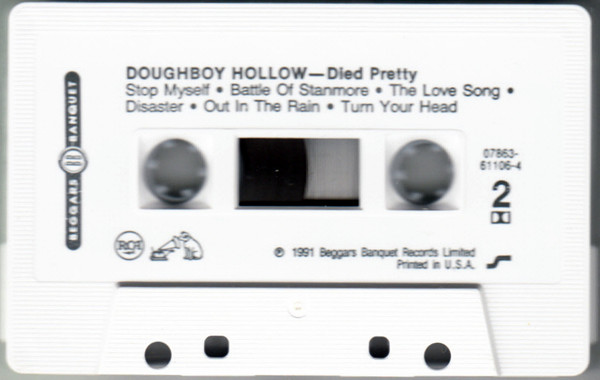 DOUGHBOY HOLLOW—Died Pretty
Stop Myself • Battle Of Stanmore • The Love Song •
Disaster • Out In The Rain • Turn Your Head
BEGGARS BANQUET
07863-
61106-4
2
RCA
℗ 1991 Beggars Banquet Records Limited
Printed in U.S.A.